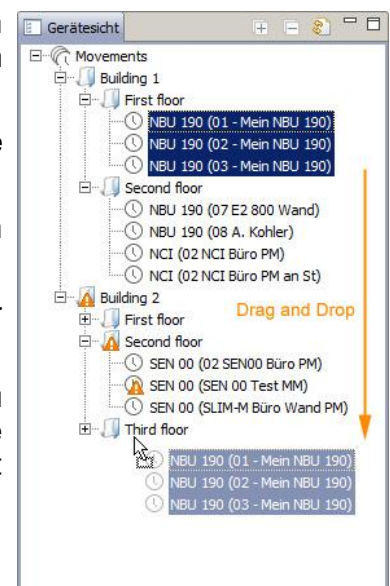 Gerätesicht
Movements
Building 1
First floor
NBU 190 (01 - Mein NBU 190)
NBU 190 (02 - Mein NBU 190)
NBU 190 (03 - Mein NBU 190)
Second floor
NBU 190 (07 E2 800 Wand)
NBU 190 (08 A. Kohler)
NCI (02 NCI Büro PM)
NCI (02 NCI Büro PM an St)
Building 2
First floor
Drag and Drop
Second floor
SEN 00 (02 SEN00 Büro PM)
SEN 00 (SEN 00 Test MM)
SEN 00 (SLIM-M Büro Wand PM)
Third floor
NBU 190 (01 - Mein NBU 190)
NBU 190 (02 - Mein NBU 190)
NBU 190 (03 - Mein NBU 190)